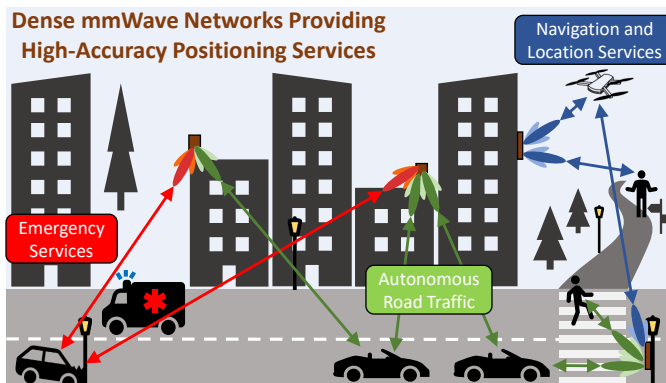 Dense mmWave Networks Providing
High-Accuracy Positioning Services
Navigation and
Location Services
Emergency
Services
Autonomous
Road Traffic